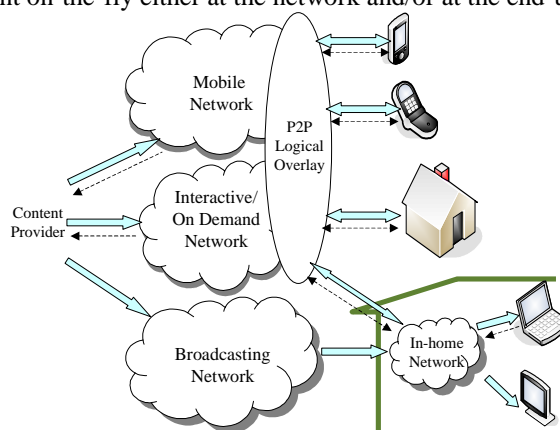 nt on-the-fly either at the network and/or at the end-
Mobile
Network
P2P
Logical
Overlay
Content
Provider
Interactive/
On Demand
Network
Broadcasting
Network
In-home
Network